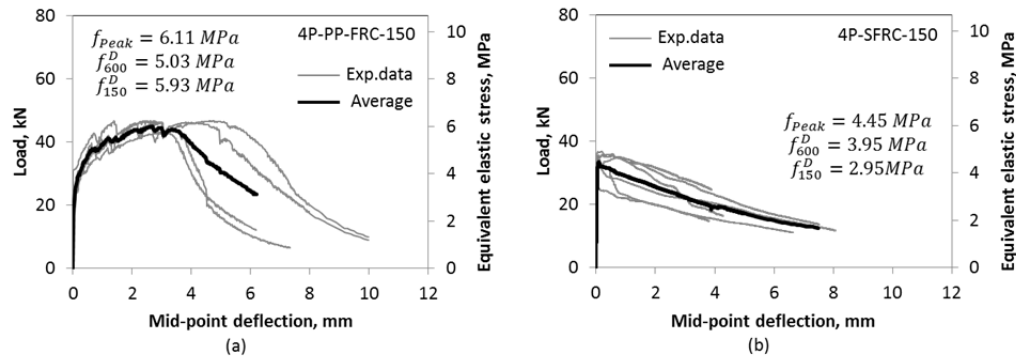 80
60
40
20
0
Load, kN
f_Peak = 6.11 MPa
f^D_600 = 5.03 MPa
f^D_150 = 5.93 MPa
4P-PP-FRC-150
Exp.data
Average
10
8
6
4
2
0
Equivalent elastic stress, MPa
0 2 4 6 8 10 12
Mid-point deflection, mm
(a)
80
60
40
20
0
Load, kN
4P-SFRC-150
Exp.data
Average
f_Peak = 4.45 MPa
f^D_600 = 3.95 MPa
f^D_150 = 2.95MPa
10
8
6
4
2
0
Equivalent elastic stress, MPa
0 2 4 6 8 10 12
Mid-point deflection, mm
(b)